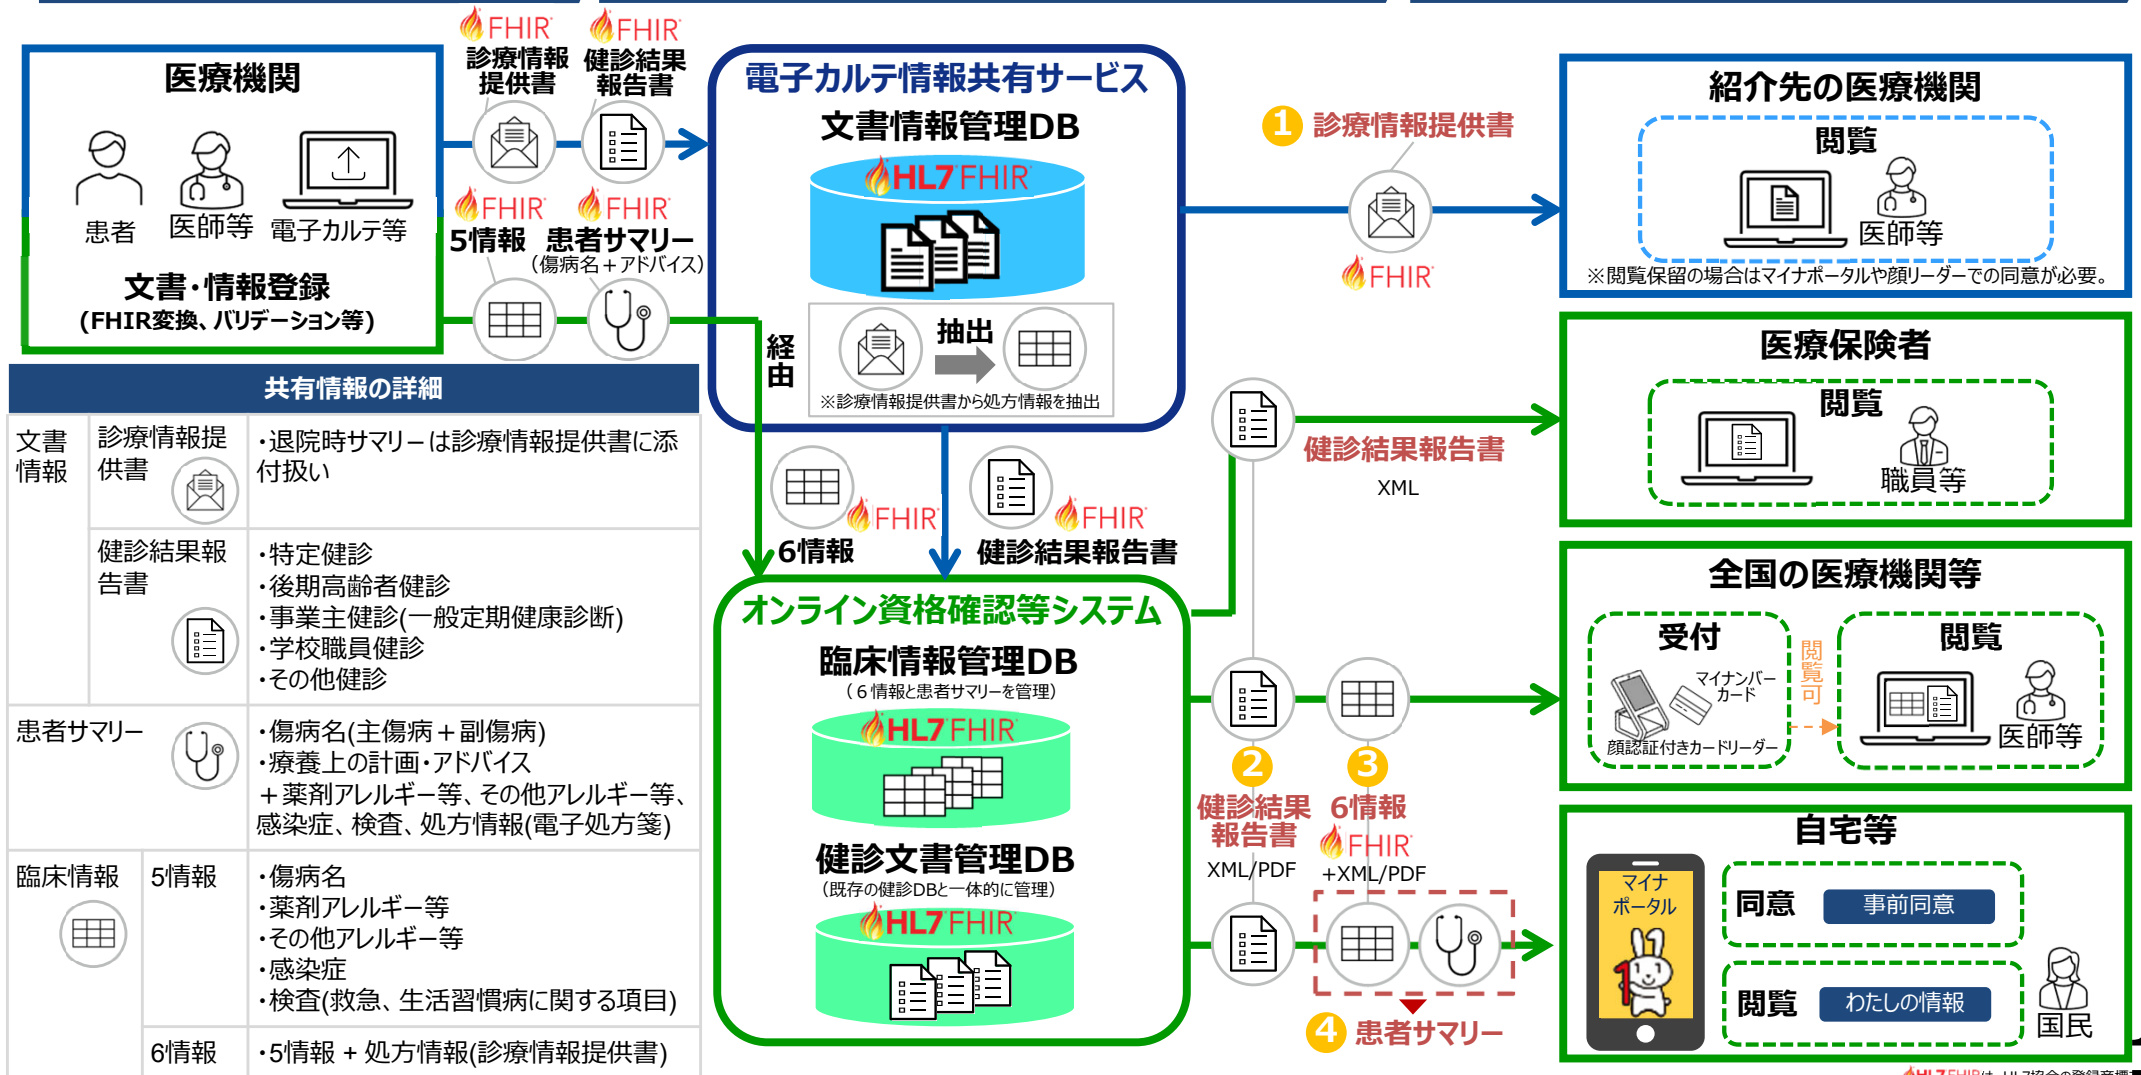 医療機関
患者
医師等
電子カルテ等
文書・情報登録
(FHIR変換、バリデーション等)
FHIR
診療情報
提供書
FHIR
健診結果
報告書
FHIR
5情報
FHIR
患者サマリー
(傷病名+アドバイス)
電子カルテ情報共有サービス
文書情報管理DB
HL7 FHIR
抽出
※診療情報提供書から処方情報を抽出
経由
6情報
FHIR
健診結果報告書
FHIR
オンライン資格確認等システム
臨床情報管理DB
(6情報と患者サマリーを管理)
HL7 FHIR
健診文書管理DB
(既存の健診DBと一体的に管理)
HL7 FHIR
1 診療情報提供書
FHIR
健診結果報告書
XML
2
健診結果
報告書
XML/PDF
3
6情報
FHIR
+XML/PDF
4 患者サマリー
紹介先の医療機関
閲覧
医師等
※閲覧保留の場合はマイナポータルや顔リーダーでの同意が必要。
医療保険者
閲覧
職員等
全国の医療機関等
受付
マイナンバー
カード
顔認証付きカードリーダー
閲覧可
閲覧
医師等
自宅等
マイナ
ポータル
1
同意
事前同意
閲覧
わたしの情報
国民
共有情報の詳細
文書
情報
診療情報提
供書
・退院時サマリーは診療情報提供書に添
付扱い
健診結果報
告書
・特定健診
・後期高齢者健診
・事業主健診(一般定期健康診断)
・学校職員健診
・その他健診
患者サマリー
・傷病名(主傷病+副傷病)
・療養上の計画・アドバイス
+薬剤アレルギー等、その他アレルギー等、
感染症、検査、処方情報(電子処方箋)
臨床情報
5情報
・傷病名
・薬剤アレルギー等
・その他アレルギー等
・感染症
・検査(救急、生活習慣病に関する項目)
6情報
・5情報 + 処方情報(診療情報提供書)